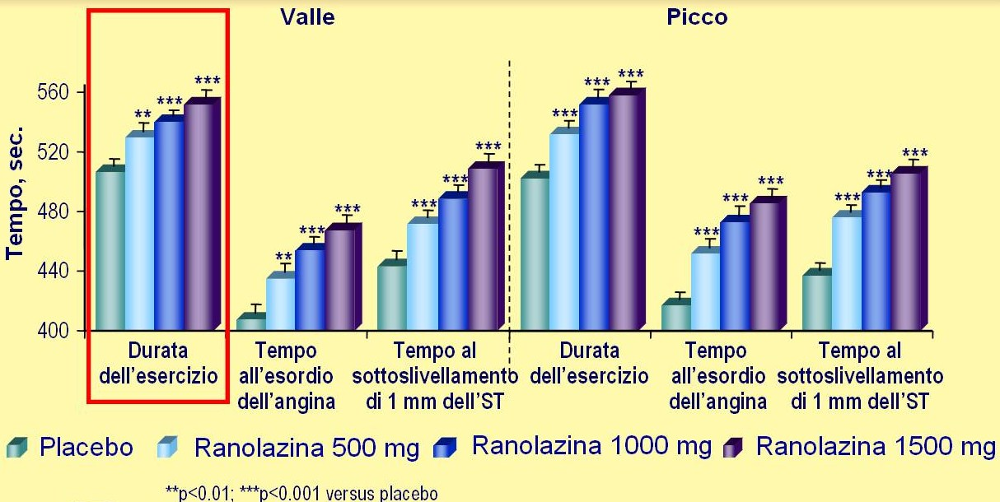 Valle
Picco
Tempo, sec.
560
520
480
440
400
** *** ***
** *** ***
*** *** ***
*** *** ***
*** *** ***
*** *** ***
Durata
dell’esercizio
Tempo
all’esordio
dell’angina
Tempo al
sottoslivellamento
di 1 mm dell’ST
Durata
dell’esercizio
Tempo
all’esordio
dell’angina
Tempo al
sottoslivellamento
di 1 mm dell’ST
Placebo
Ranolazina 500 mg
Ranolazina 1000 mg
Ranolazina 1500 mg
**p<0.01; ***p<0.001 versus placebo